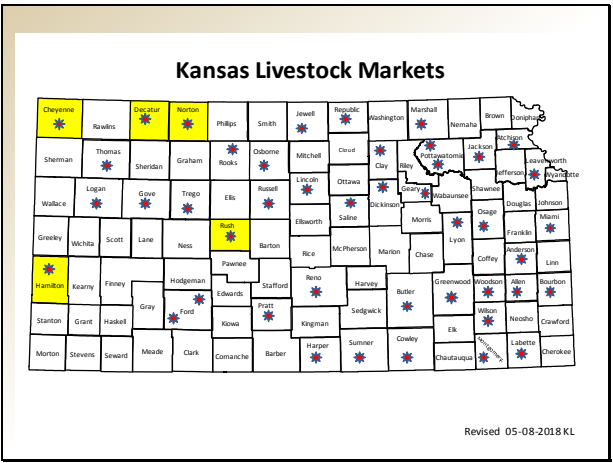 Kansas Livestock Markets
Cheyenne
Rawlins
Decatur
Norton
Phillips
Smith
Jewell
Republic
Washington
Marshall
Nemaha
Brown
Doniphan
Sherman
Thomas
Sheridan
Graham
Rooks
Osborne
Mitchell
Cloud
Clay
Riley
Pottawatomie
Jackson
Atchison
Jefferson
Leavenworth
Wyandotte
Wallace
Logan
Gove
Trego
Ellis
Russell
Lincoln
Ottawa
Saline
Dickinson
Geary
Wabaunsee
Shawnee
Douglas
Johnson
Greeley
Wichita
Scott
Lane
Ness
Rush
Barton
Ellsworth
Rice
McPherson
Marion
Morris
Chase
Lyon
Osage
Franklin
Miami
Hamilton
Kearny
Finney
Hodgeman
Pawnee
Edwards
Stafford
Reno
Harvey
Sedgwick
Butler
Greenwood
Coffey
Anderson
Linn
Woodson
Allen
Bourbon
Stanton
Grant
Haskell
Gray
Ford
Kiowa
Pratt
Kingman
Elk
Wilson
Neosho
Crawford
Morton
Stevens
Seward
Meade
Clark
Comanche
Barber
Harper
Sumner
Cowley
Chautauqua
Montgomery
Labette
Cherokee
Revised 05-08-2018 KL